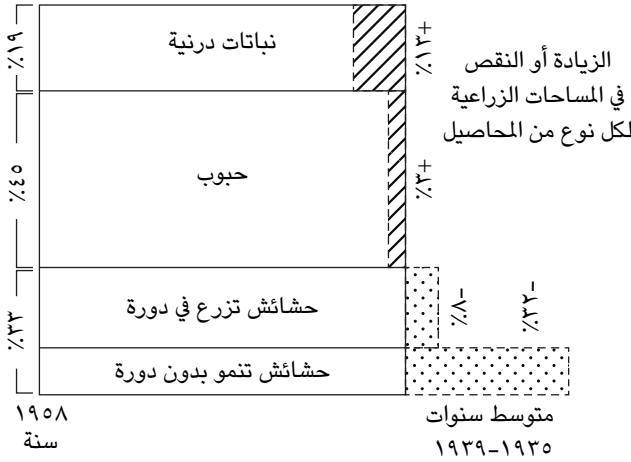 الزيادة أو النقص
في المساحات الزراعية
لكل نوع من المحاصيل
نباتات درنية
حبوب
حشائش تزرع في دورة
حشائش تنمو بدون دورة
٪١٩
٪٤٥
٪٣٣
٪١٣+
٪٣+
٪٨-
٪٣٢-
١٩٥٨
سنة
متوسط سنوات
١٩٣٥-١٩٣٩